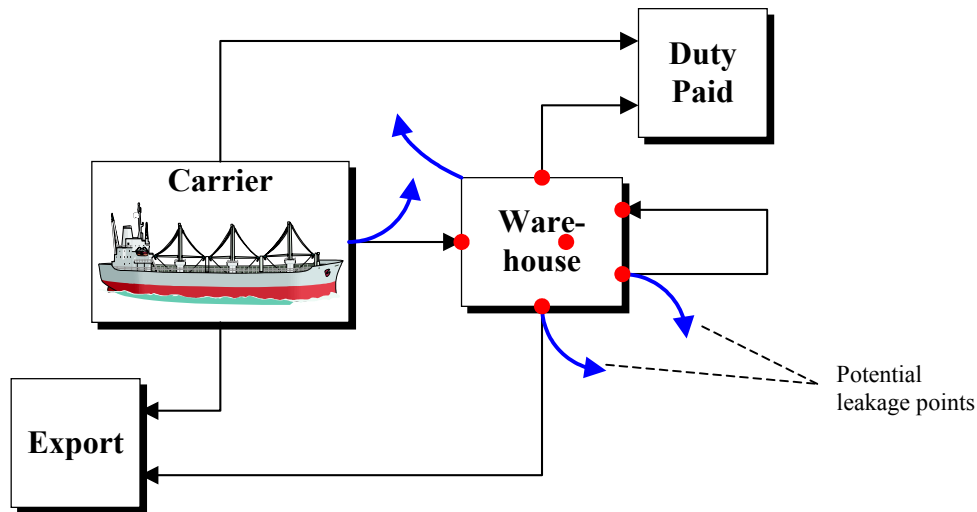 Duty
Paid
Carrier
Ware-
house
Potential
leakage points
Export